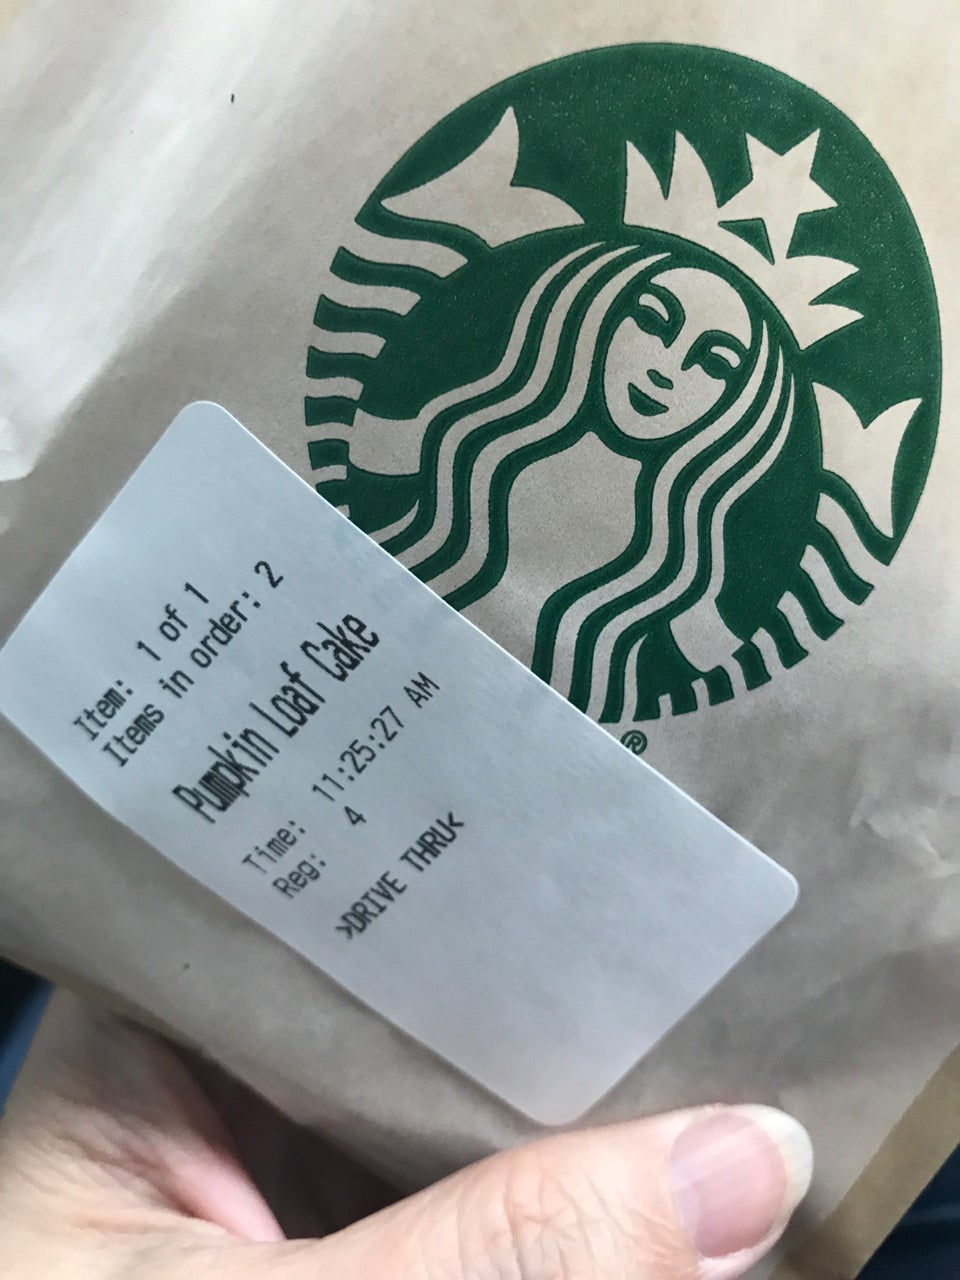 Item: 1 of 1
Items in order: 2
Pumpkin Loaf Cake
Time: 11:25:27 AM
Reg: 4
>DRIVE THRU<
®